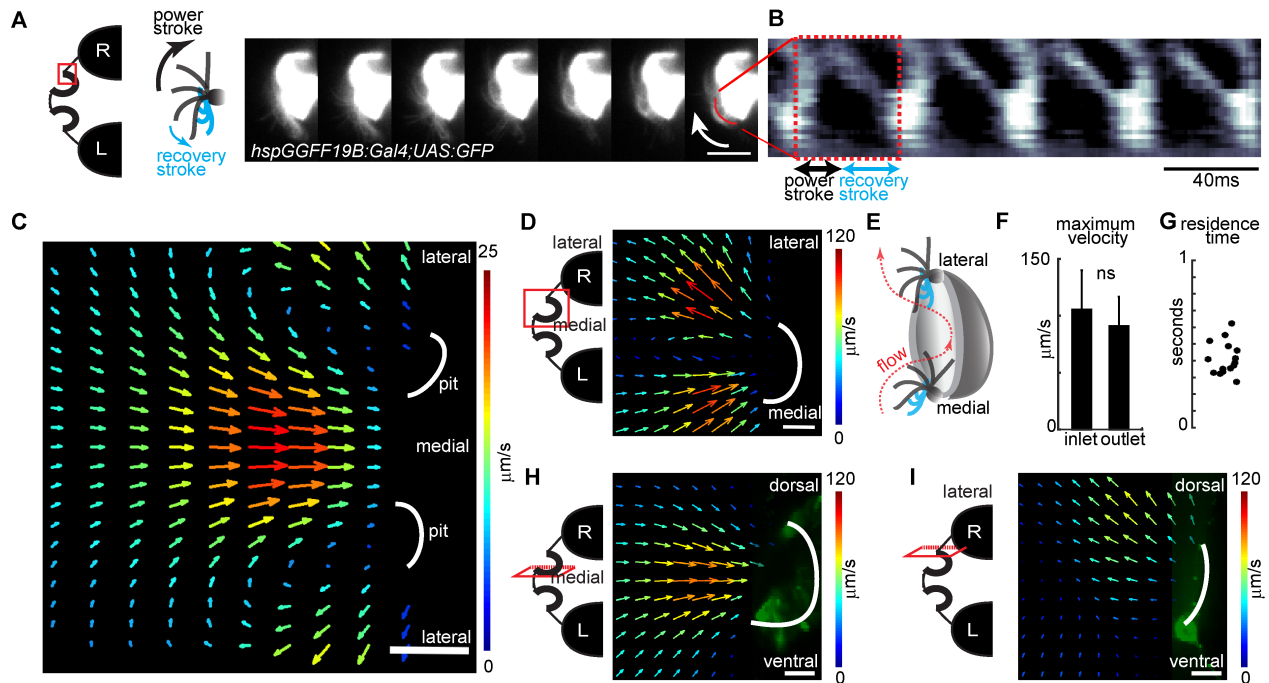 A
power
stroke
R
L
recovery
stroke
hspGGFF19B:Gal4;UAS:GFP
B
power
stroke
recovery
stroke
40ms
C
lateral
pit
medial
pit
lateral
25
µm/s
0
D
lateral
R
medial
L
lateral
medial
120
µm/s
0
E
lateral
flow
medial
F
maximum
velocity
150
ns
µm/s
0
inlet outlet
G
residence
time
1
seconds
0
H
R
medial
L
dorsal
ventral
120
µm/s
0
I
lateral
R
L
dorsal
ventral
120
µm/s
0